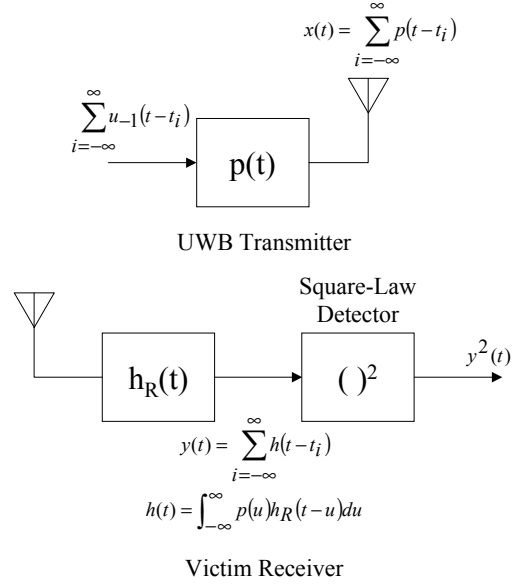 x(t) = ∑_{i=-∞}^{∞} p(t-t_i)
∑_{i=-∞}^{∞} u_{-1}(t-t_i)
p(t)
UWB Transmitter
Square-Law
Detector
h_R(t)
( )^2
y^2(t)
y(t) = ∑_{i=-∞}^{∞} h(t-t_i)
h(t) = ∫_{-∞}^{∞} p(u)h_R(t-u)du
Victim Receiver